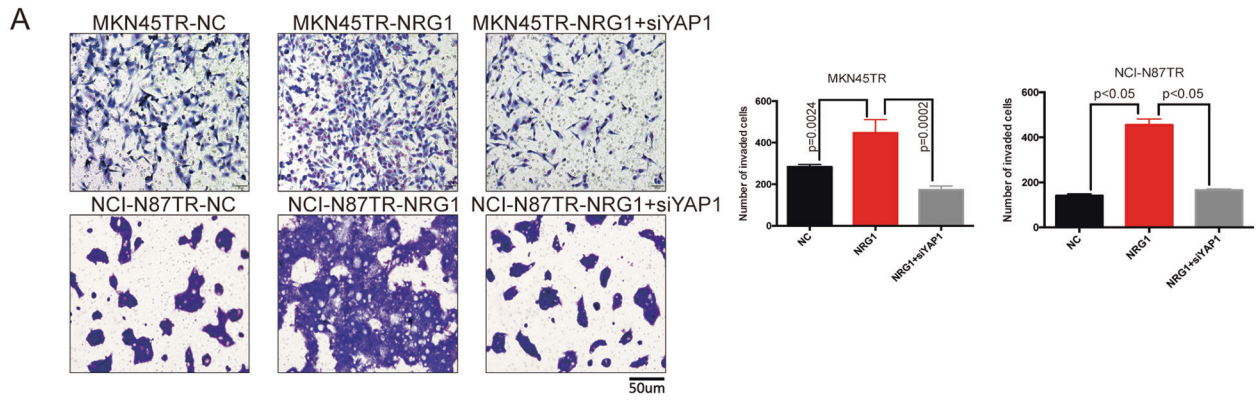 A
MKN45TR-NC
MKN45TR-NRG1
MKN45TR-NRG1+siYAP1
NCI-N87TR-NC
NCI-N87TR-NRG1
NCI-N87TR-NRG1+siYAP1
50um
MKN45TR
Number of invaded cells
600
400
200
0
p=0.0024
p=0.0002
NC
NRG1
NRG1+siYAP1
NCI-N87TR
Number of invaded cells
600
400
200
0
p<0.05
p<0.05
NC
NRG1
NRG1+siYAP1